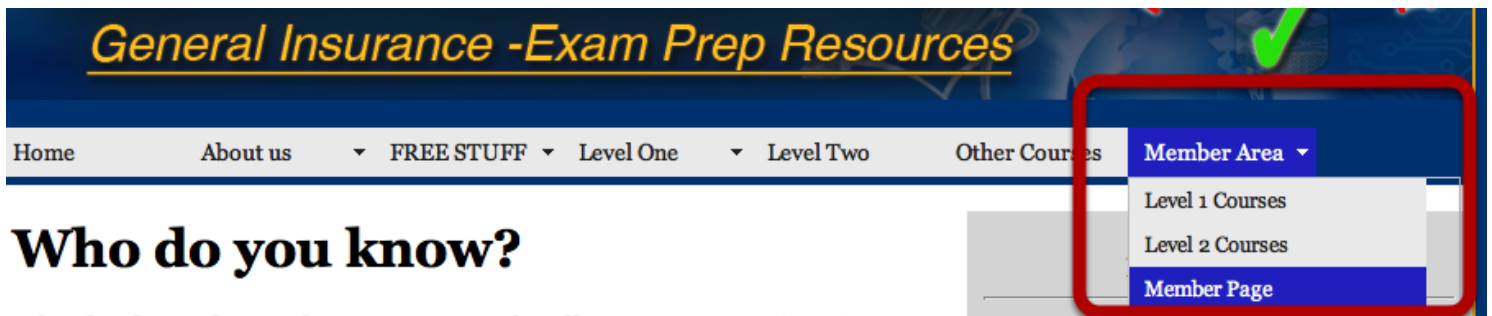 General Insurance -Exam Prep Resources
Home About us FREE STUFF Level One Level Two Other Courses Member Area
Level 1 Courses
Who do you know?
Level 2 Courses
Member Page